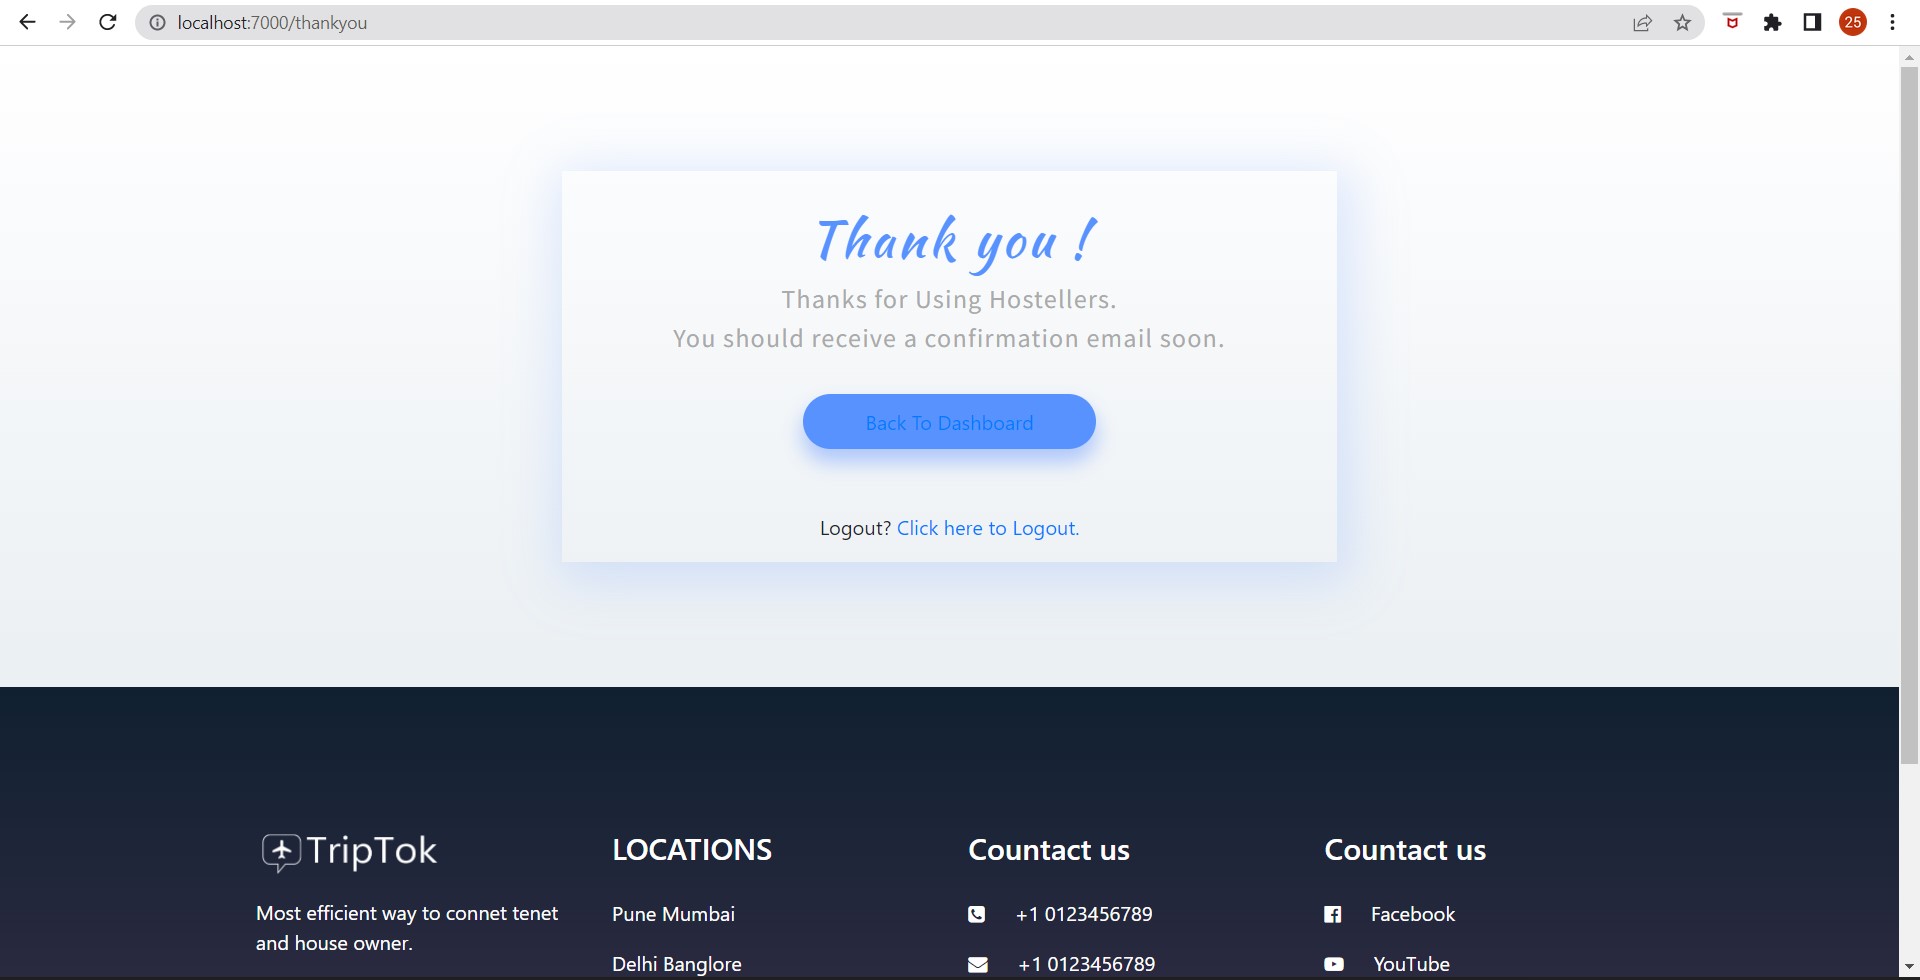 localhost:7000/thankyou
25
Thank you !
Thanks for Using Hostellers.
You should receive a confirmation email soon.
Back To Dashboard
Logout? Click here to Logout.
TripTok
Most efficient way to connet tenet
and house owner.
LOCATIONS
Pune Mumbai
Delhi Banglore
Countact us
+1 0123456789
+1 0123456789
Countact us
Facebook
YouTube